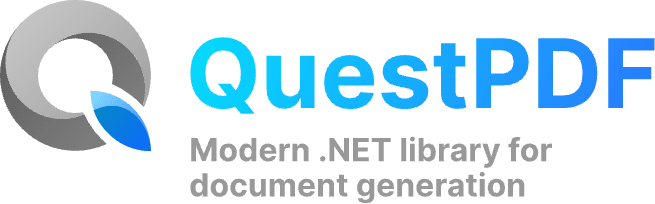 QuestPDF
Modern .NET library for
document generation